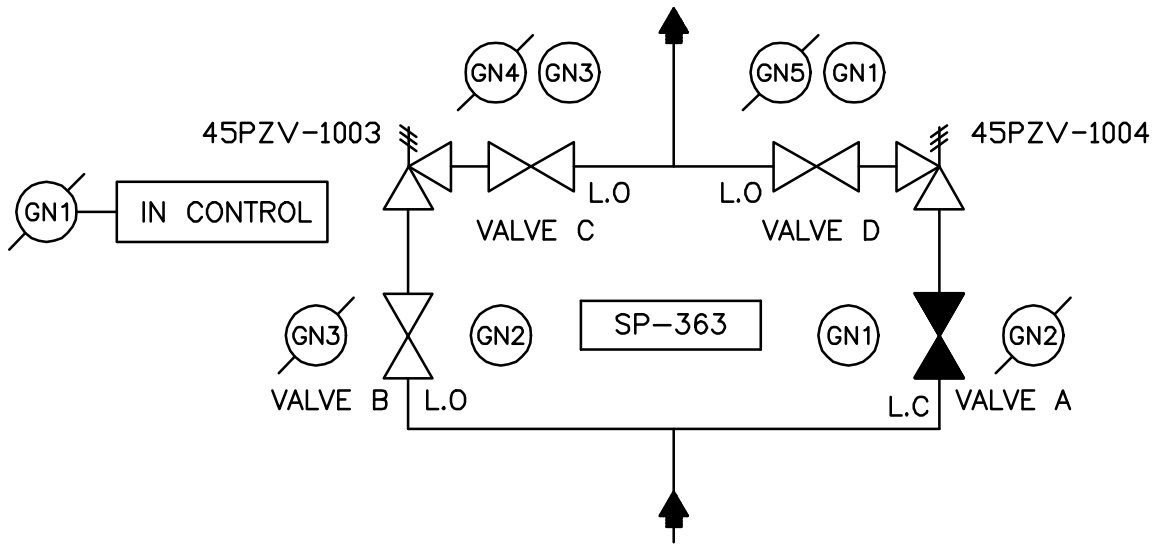 GN4 GN3 GN5 GN1
45PZV-1003 45PZV-1004
GN1 IN CONTROL
L.O L.O
VALVE C VALVE D
GN3 GN2 SP-363 GN1 GN2
VALVE B L.O L.C VALVE A